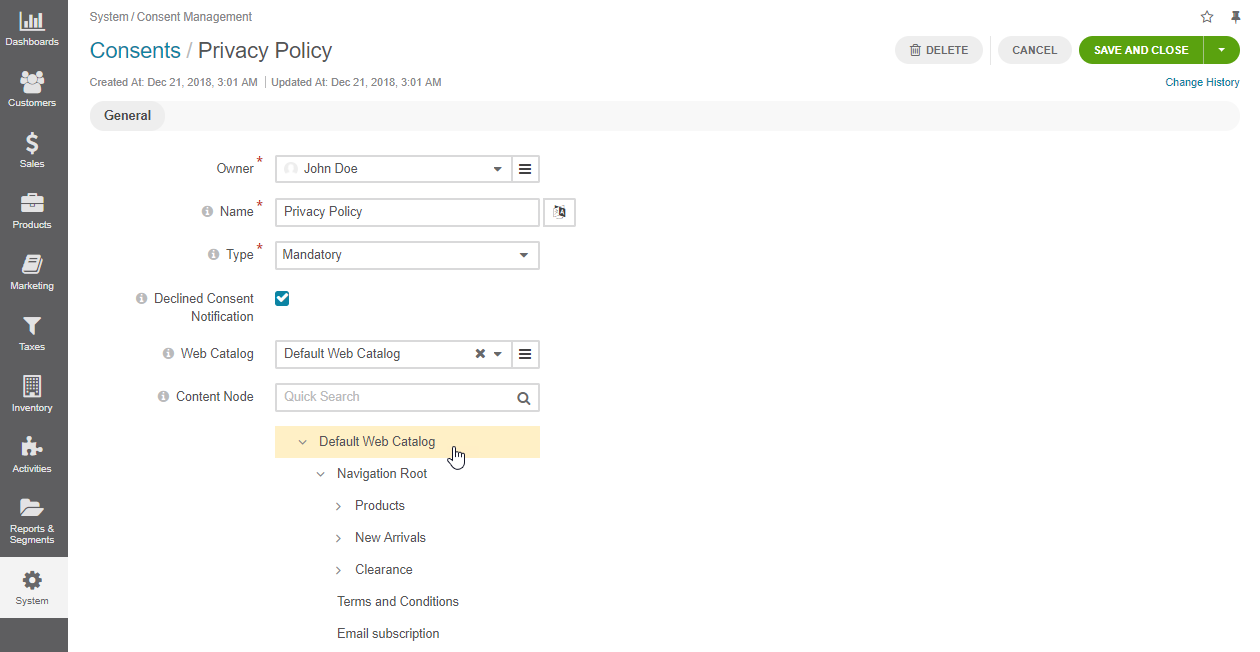 Dashboards
Customers
Sales
Products
Marketing
Taxes
Inventory
Activities
Reports &
Segments
System
System / Consent Management
Consents / Privacy Policy
DELETE
CANCEL
SAVE AND CLOSE
Created At: Dec 21, 2018, 3:01 AM | Updated At: Dec 21, 2018, 3:01 AM
Change History
General
Owner * John Doe
Name * Privacy Policy
Type * Mandatory
Declined Consent
Notification
Web Catalog Default Web Catalog
Content Node Quick Search
Default Web Catalog
Navigation Root
Products
New Arrivals
Clearance
Terms and Conditions
Email subscription